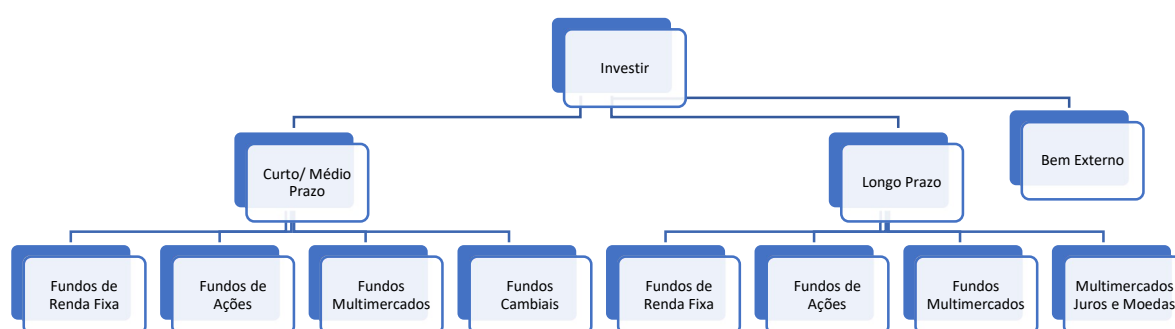 Investir
Curto/ Médio
Prazo
Longo Prazo
Bem Externo
Fundos de
Renda Fixa
Fundos de
Ações
Fundos
Multimercados
Fundos
Cambiais
Fundos de
Renda Fixa
Fundos de
Ações
Fundos
Multimercados
Multimercados
Juros e Moedas